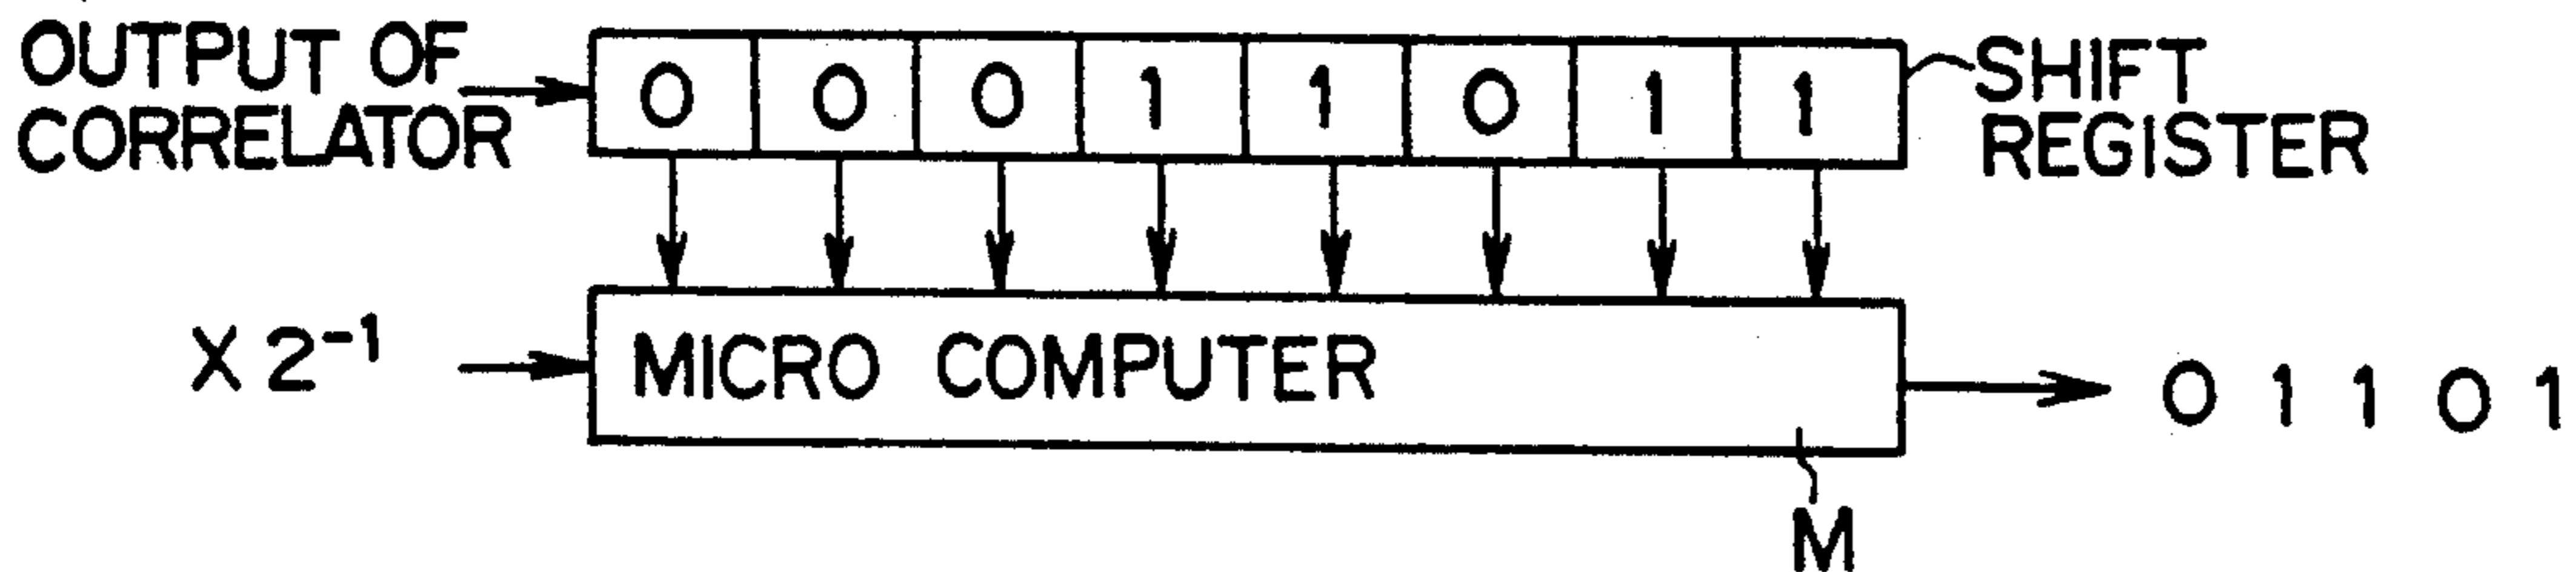 OUTPUT OF
CORRELATOR
0 0 0 1 1 0 1 1
SHIFT
REGISTER
X 2⁻¹
MICRO COMPUTER
0 1 1 0 1
M